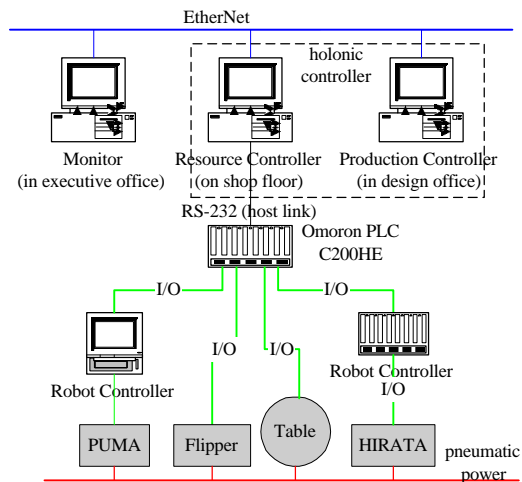 EtherNet
holonic
controller
Monitor
(in executive office)
Resource Controller
(on shop floor)
Production Controller
(in design office)
RS-232 (host link)
Omoron PLC
C200HE
I/O
I/O
I/O
I/O
Robot Controller
Robot Controller
I/O
PUMA
Flipper
Table
HIRATA
pneumatic
power